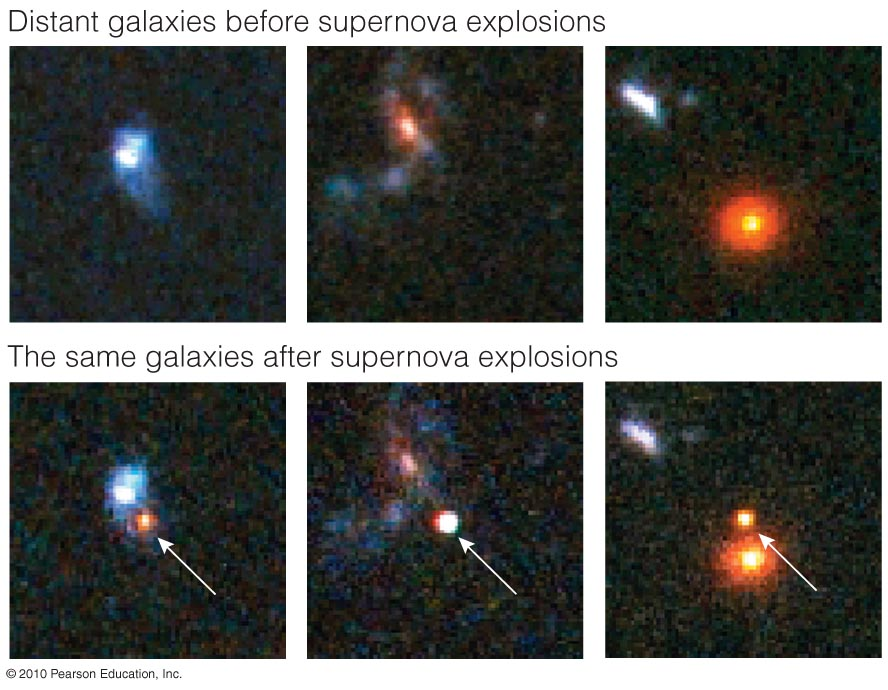 Distant galaxies before supernova explosions
The same galaxies after supernova explosions
© 2010 Pearson Education, Inc.